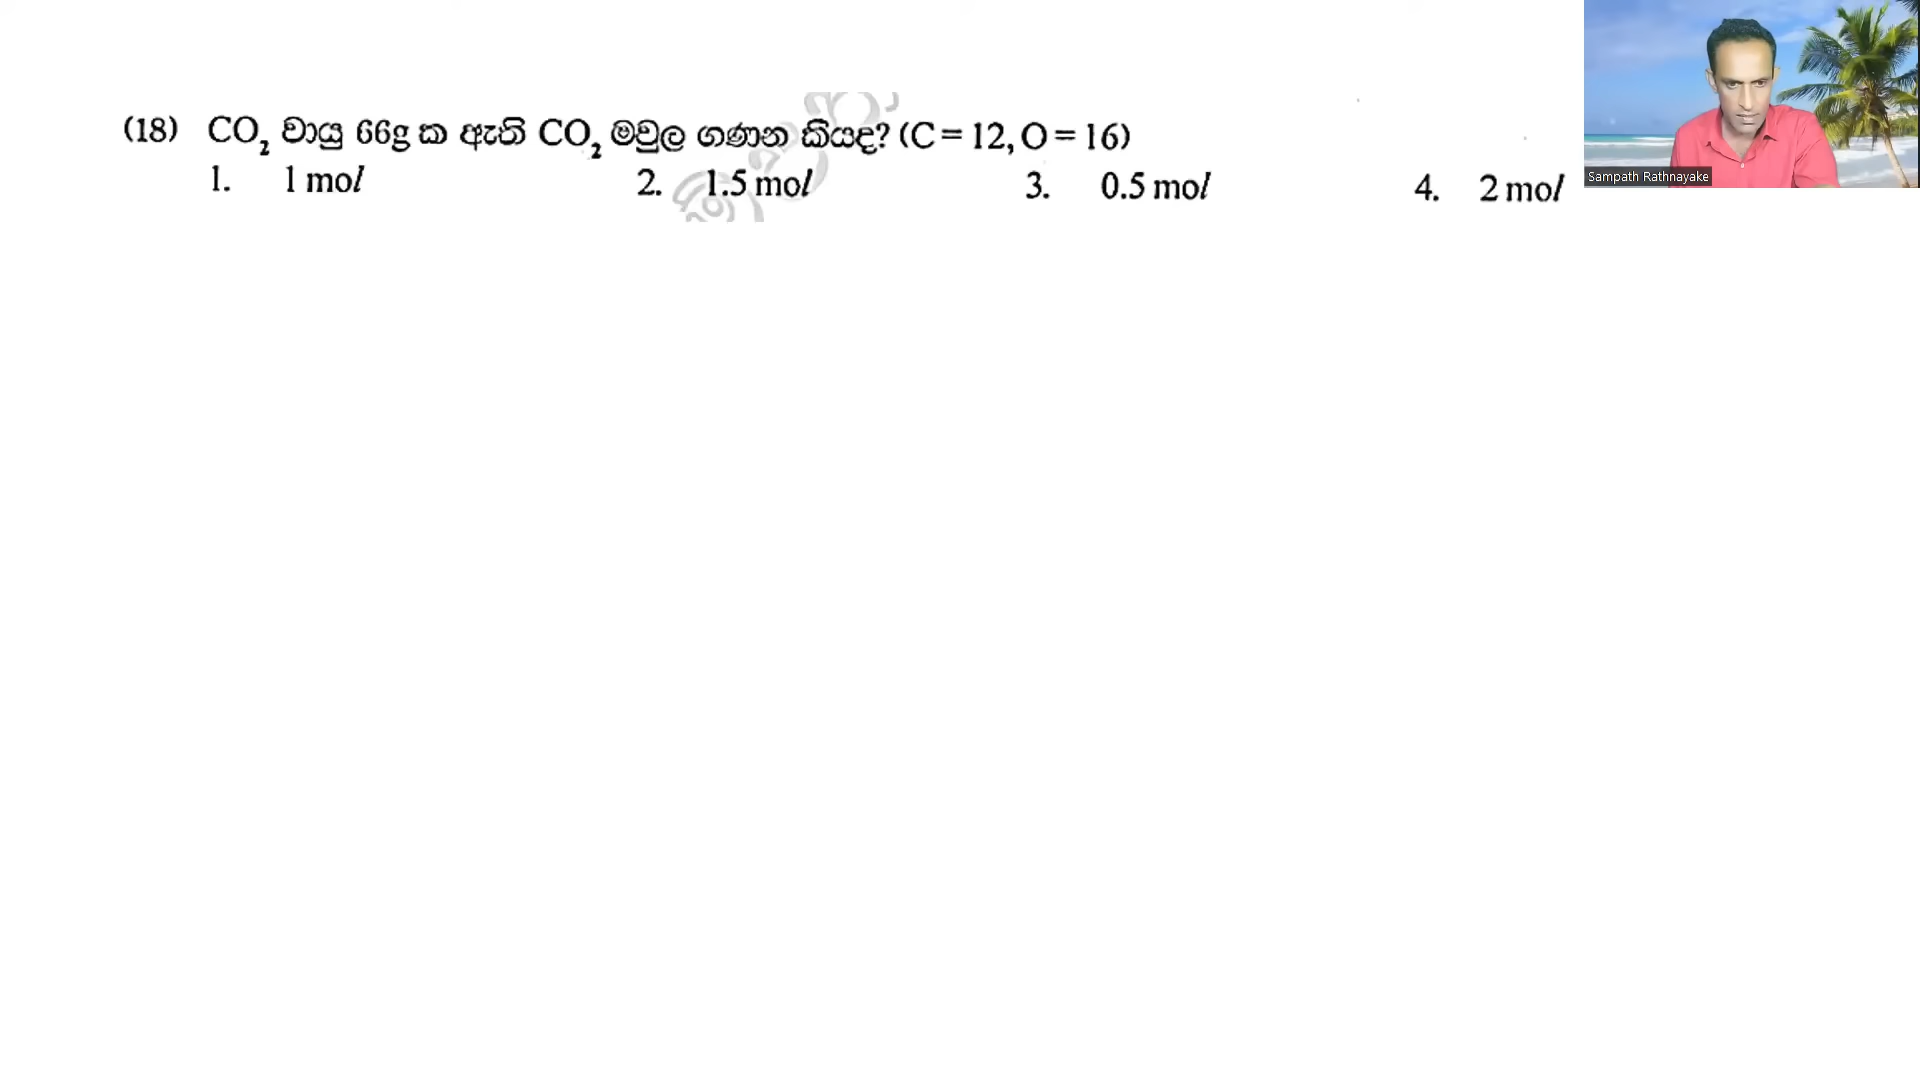 (18) CO₂ වායු 66g ක ඇති CO₂ මවුල ගණන කීයද? (C = 12, O = 16)
1. 1 mol 2. 1.5 mol 3. 0.5 mol 4. 2 mol
Sampath Rathnayake